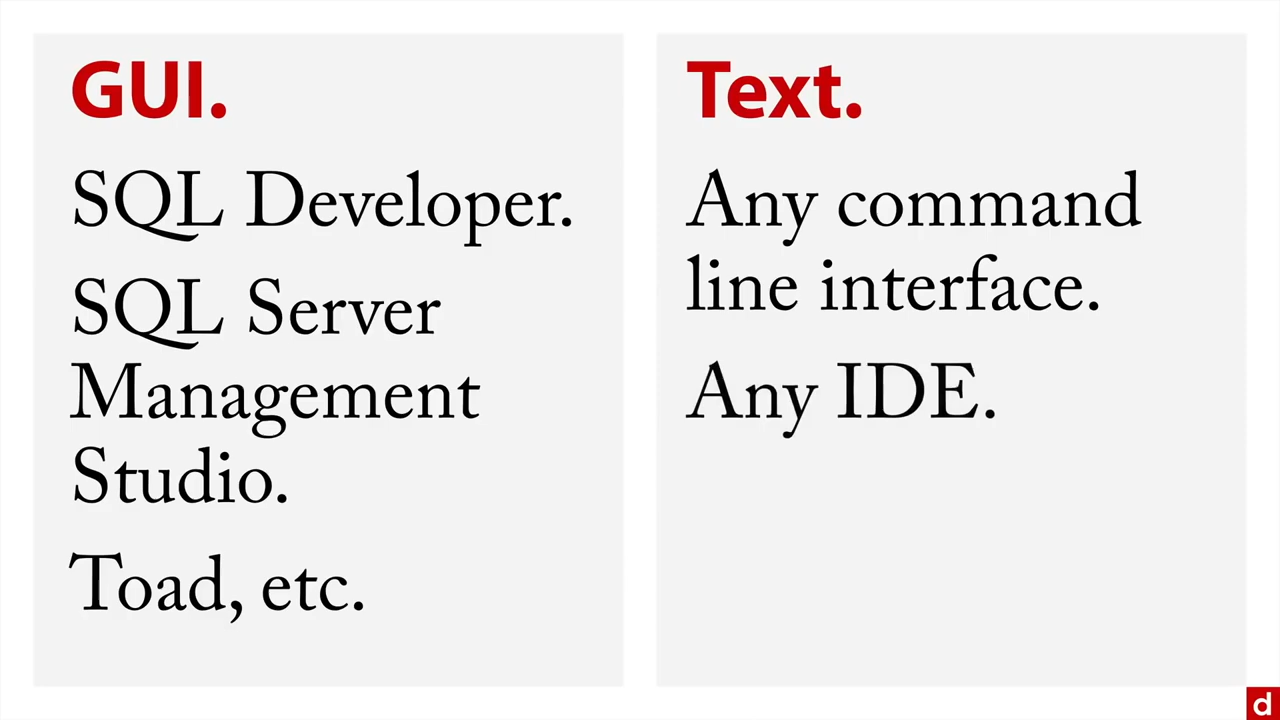 GUI.
SQL Developer.
SQL Server
Management
Studio.
Toad, etc.
Text.
Any command
line interface.
Any IDE.
d